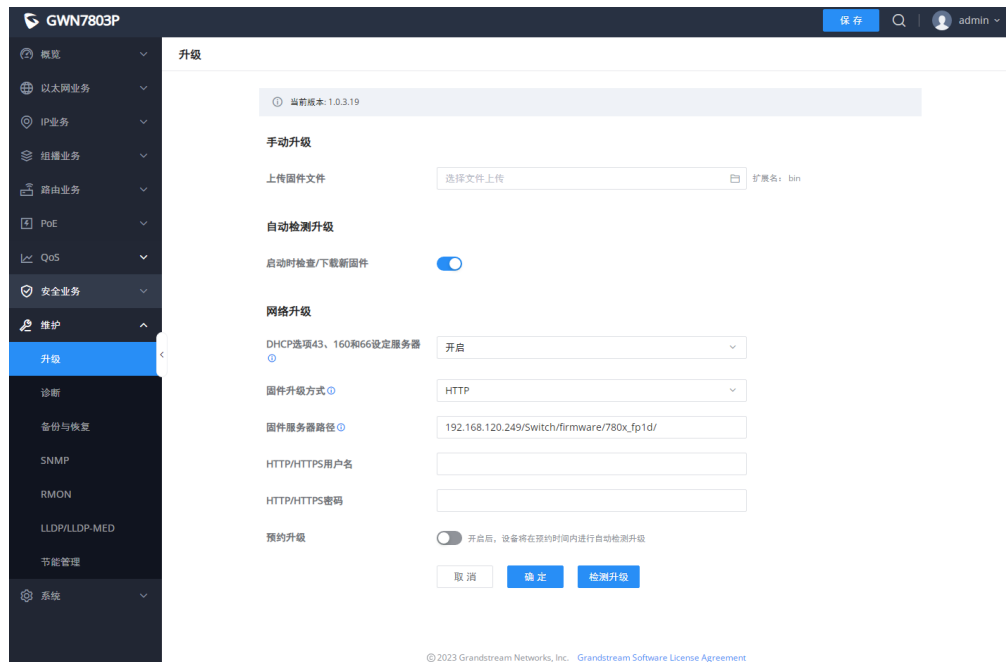 GWN7803P
保存
admin
概览
以太网业务
IP业务
组播业务
路由业务
PoE
QoS
安全业务
维护
升级
诊断
备份与恢复
SNMP
RMON
LLDP/LLDP-MED
节能管理
系统
升级
当前版本: 1.0.3.19
手动升级
上传固件文件
选择文件上传
扩展名: bin
自动检测升级
启动时检查/下载新固件
网络升级
DHCP选项43、160和66设定服务器
开启
固件升级方式
HTTP
固件服务器路径
192.168.120.249/Switch/firmware/780x_fp1d/
HTTP/HTTPS用户名
HTTP/HTTPS密码
预约升级
开启后，设备将在预约时间内进行自动检测升级
取消
确定
检测升级
©2023 Grandstream Networks, Inc. Grandstream Software License Agreement